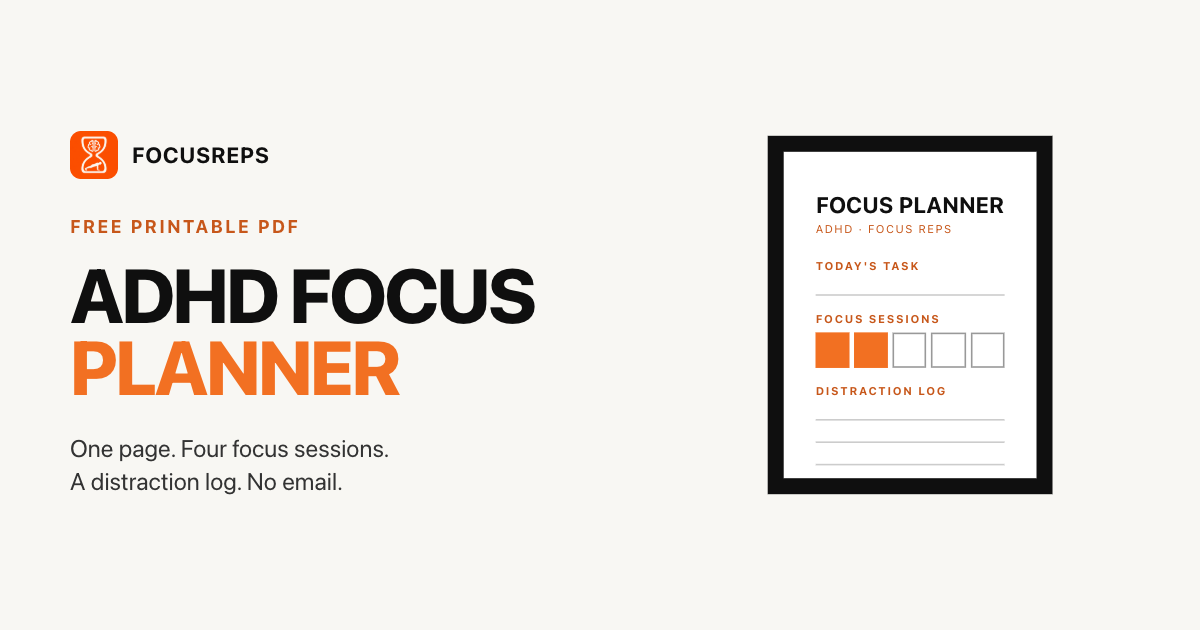 FOCUSREPS
FREE PRINTABLE PDF
ADHD FOCUS
PLANNER
One page. Four focus sessions.
A distraction log. No email.
FOCUS PLANNER
ADHD · FOCUS REPS
TODAY'S TASK
FOCUS SESSIONS
DISTRACTION LOG